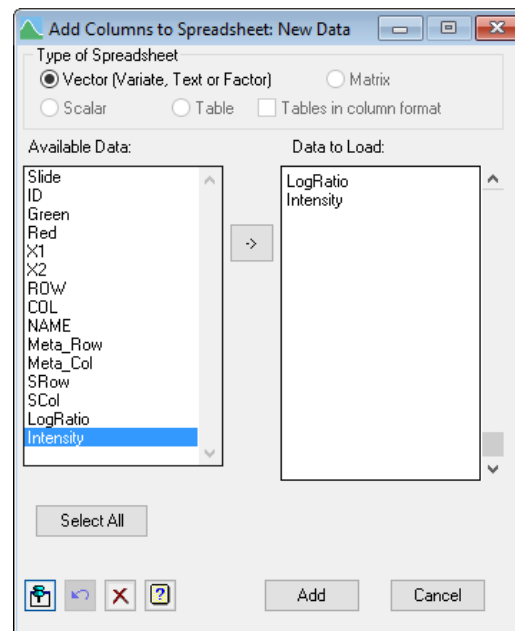 Add Columns to Spreadsheet: New Data
Type of Spreadsheet
Vector (Variate, Text or Factor)
Matrix
Scalar
Table
Tables in column format
Available Data:
Data to Load:
Slide
ID
Green
Red
X1
X2
ROW
COL
NAME
Meta_Row
Meta_Col
SRow
SCol
LogRatio
Intensity
->
LogRatio
Intensity
Select All
Add
Cancel